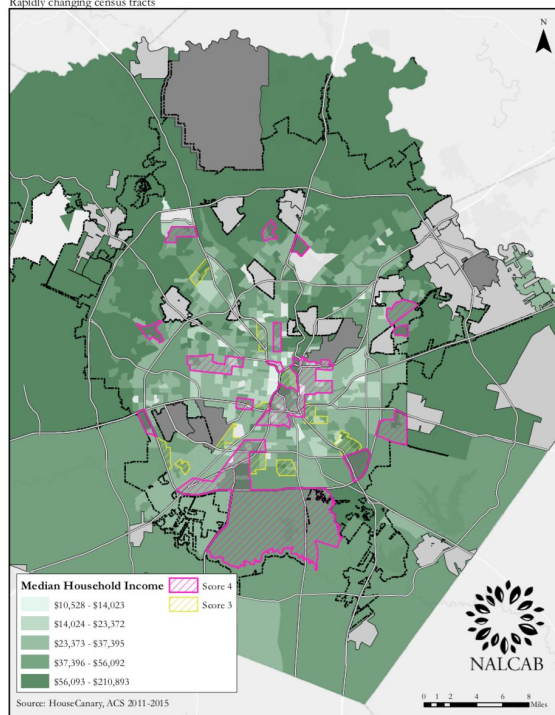 Rapidly changing census tracts
N
Median Household Income
$10,528 - $14,023
$14,024 - $23,372
$23,373 - $37,395
$37,396 - $56,092
$56,093 - $210,893
Score 4
Score 3
Source: HouseCanary, ACS 2011-2015
NALCAB
0 1 2 4 6 8
Miles